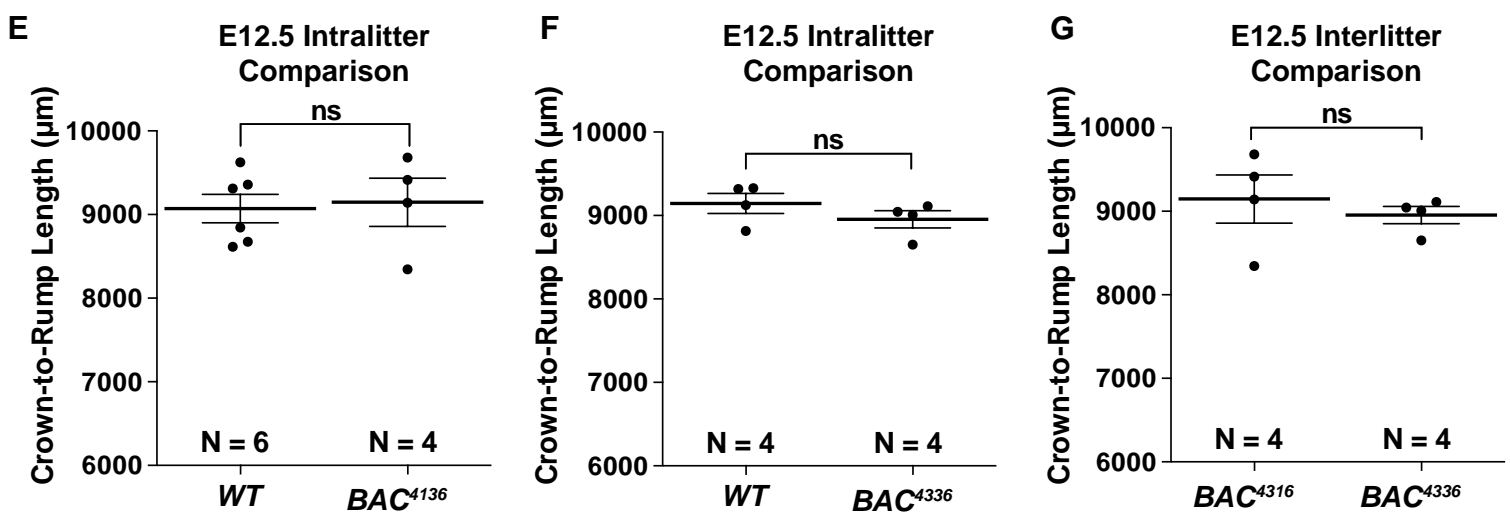 E
E12.5 Intralitter
Comparison
Crown-to-Rump Length (µm)
10000
9000
8000
7000
6000
ns
N = 6
N = 4
WT
BAC4136
F
E12.5 Intralitter
Comparison
Crown-to-Rump Length (µm)
10000
9000
8000
7000
6000
ns
N = 4
N = 4
WT
BAC4336
G
E12.5 Interlitter
Comparison
Crown-to-Rump Length (µm)
10000
9000
8000
7000
6000
ns
N = 4
N = 4
BAC4316
BAC4336